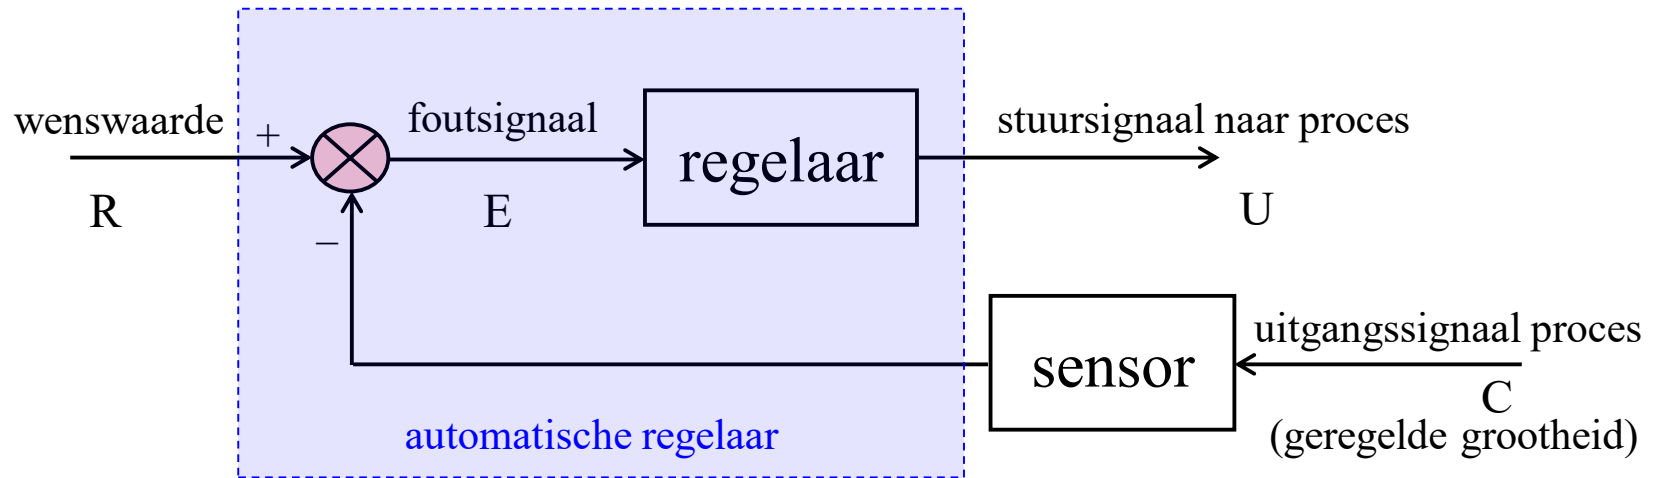 wenswaarde
+
foutsignaal
regelaar
stuursignaal naar proces
R
E
U
−
sensor
uitgangssignaal proces
C
(geregelde grootheid)
automatische regelaar